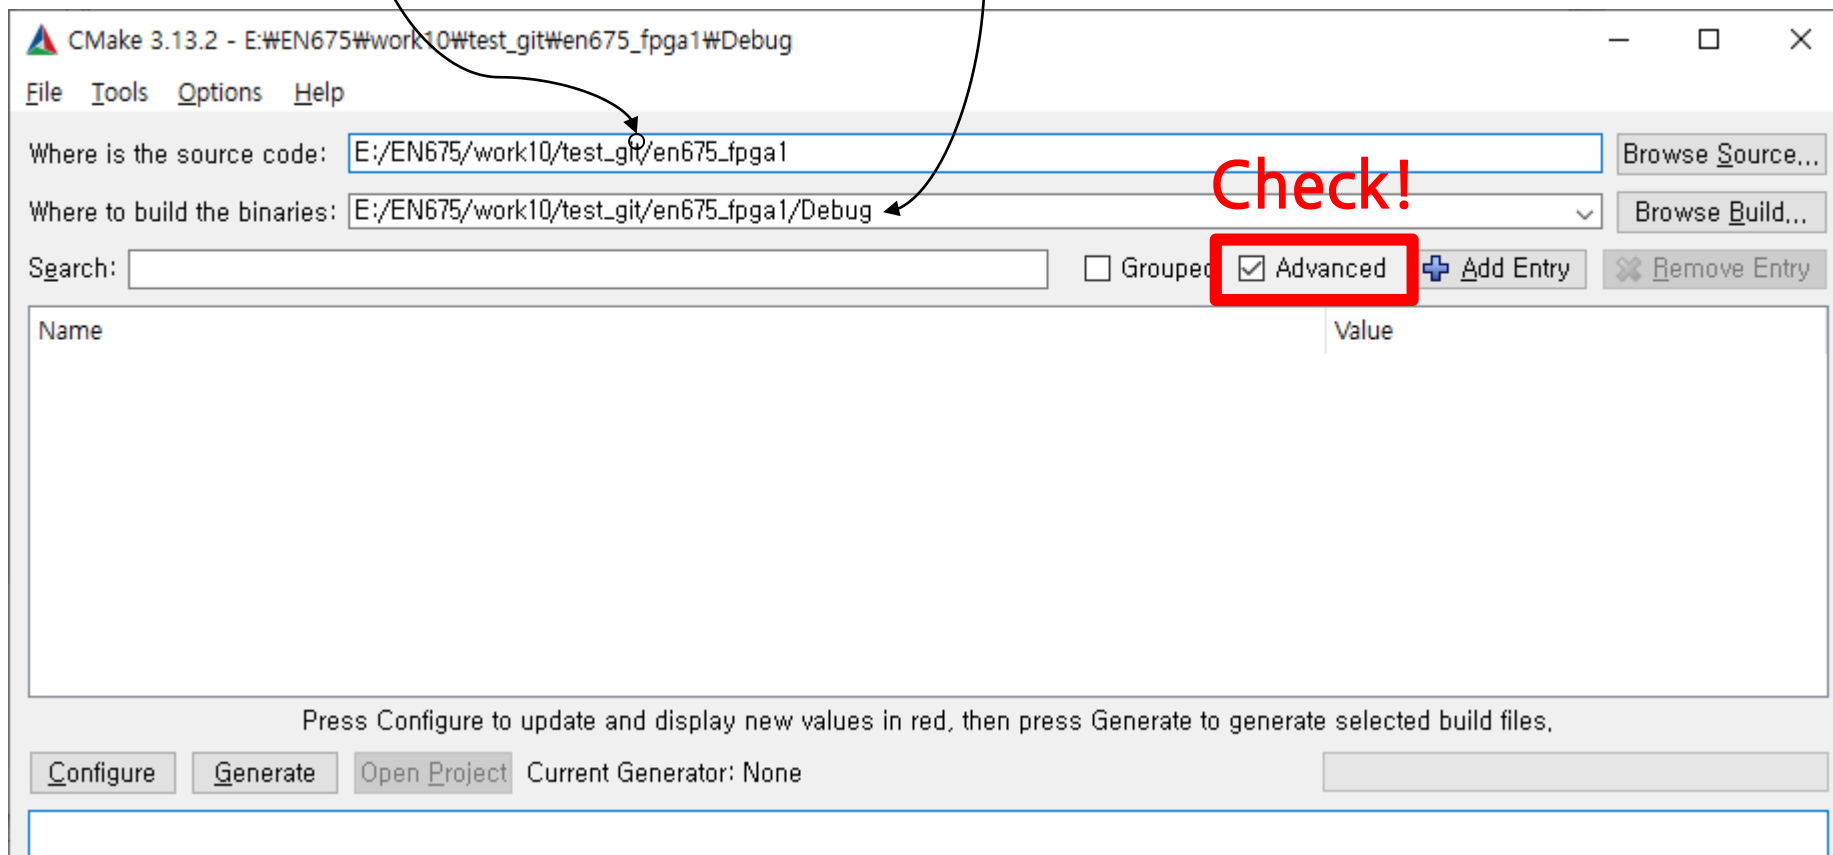 CMake 3.13.2 - E:₩EN675₩work10₩test_git₩en675_fpga1₩Debug
File Tools Options Help
Where is the source code: E:/EN675/work10/test_git/en675_fpga1 Browse Source...
Check!
Where to build the binaries: E:/EN675/work10/test_git/en675_fpga1/Debug Browse Build...
Search: Grouped Advanced Add Entry Remove Entry
Name Value
Press Configure to update and display new values in red, then press Generate to generate selected build files.
Configure Generate Open Project Current Generator: None